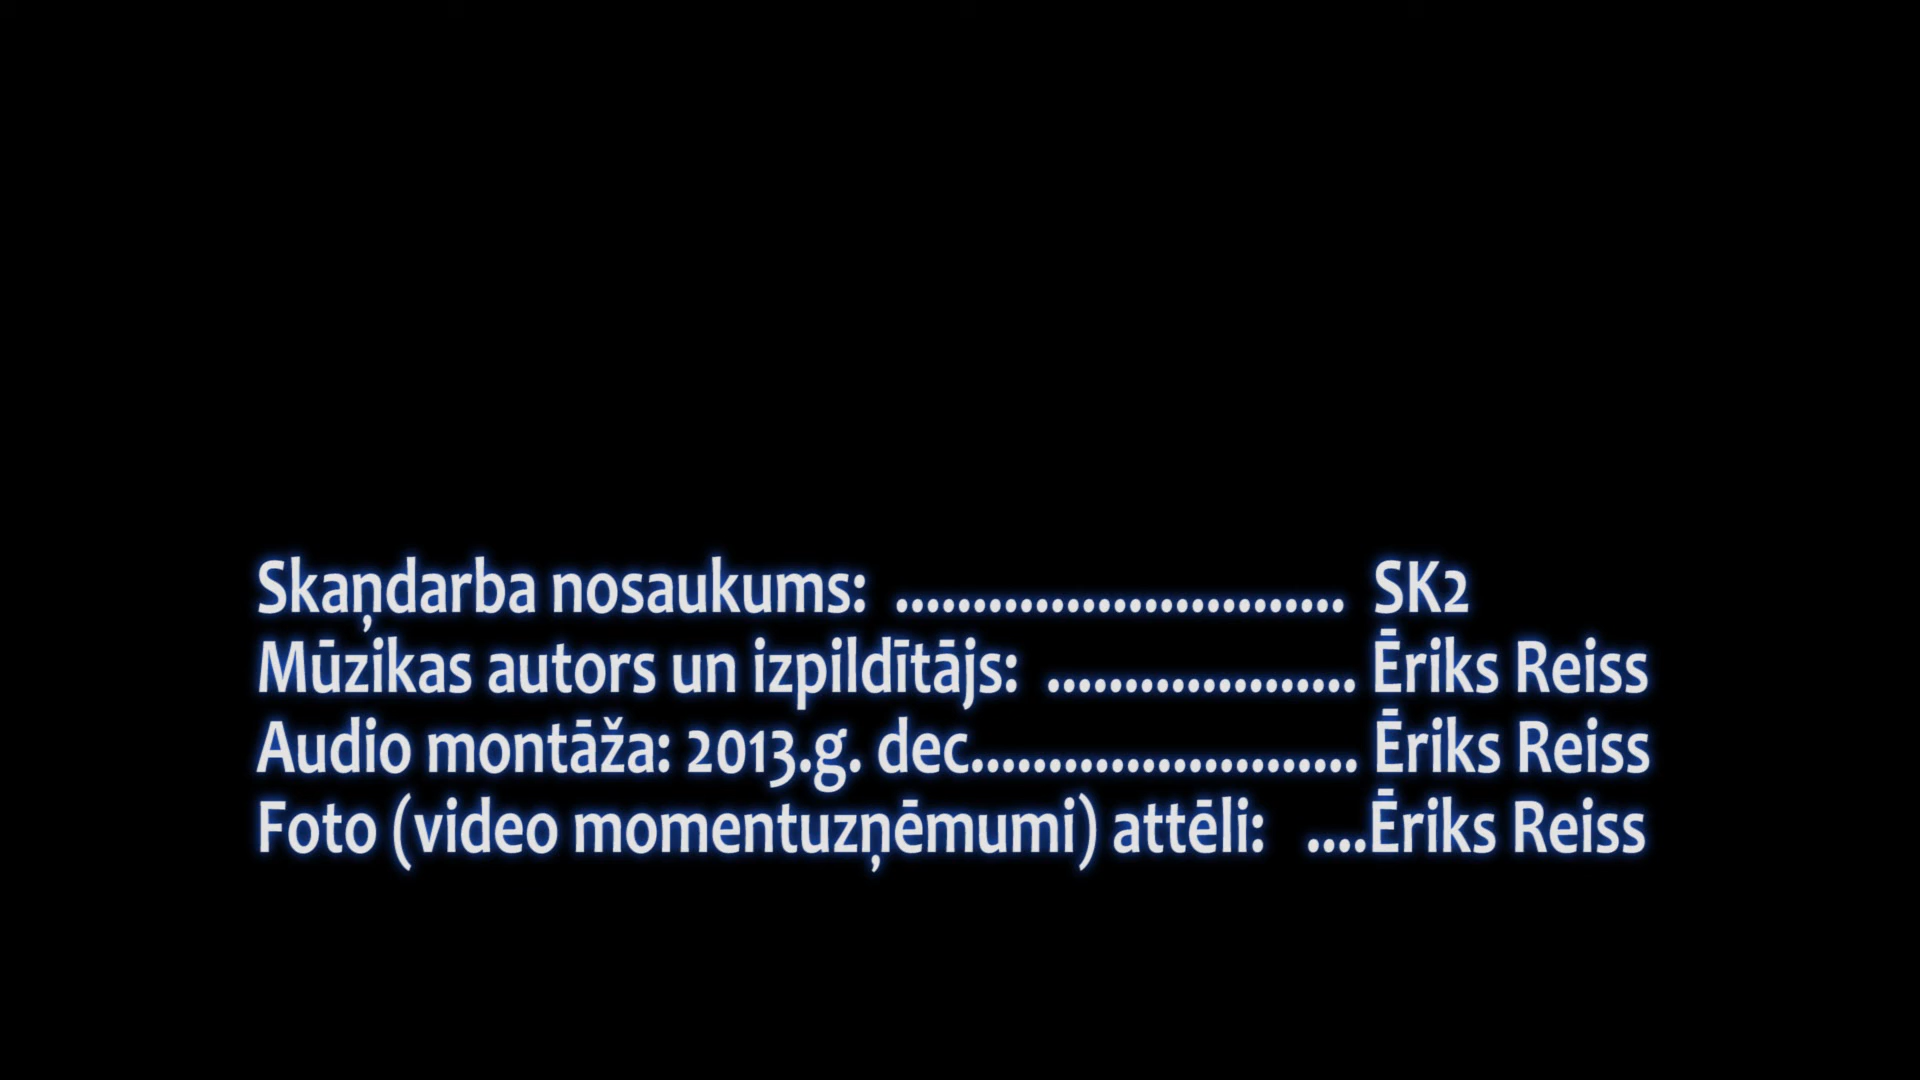 Skaņdarba nosaukums: ............................. SK2
Mūzikas autors un izpildītājs: .................... Ēriks Reiss
Audio montāža: 2013.g. dec......................... Ēriks Reiss
Foto (video momentuzņēmumi) attēli: ....Ēriks Reiss